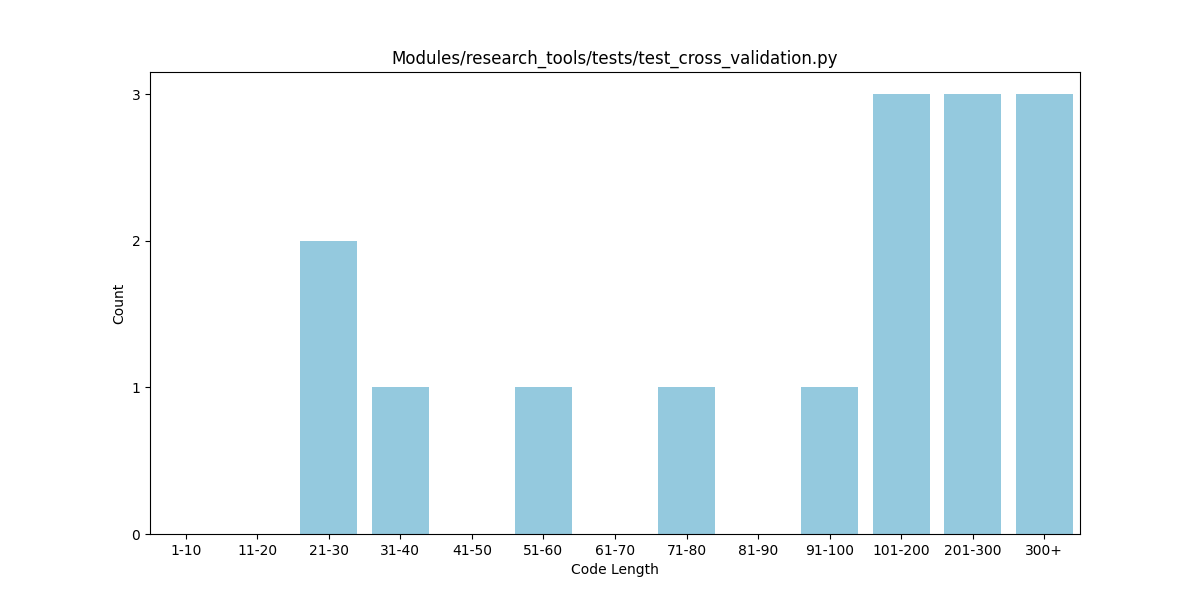 Modules/research_tools/tests/test_cross_validation.py
3
2
1
0
Count
1-10 11-20 21-30 31-40 41-50 51-60 61-70 71-80 81-90 91-100 101-200 201-300 300+
Code Length